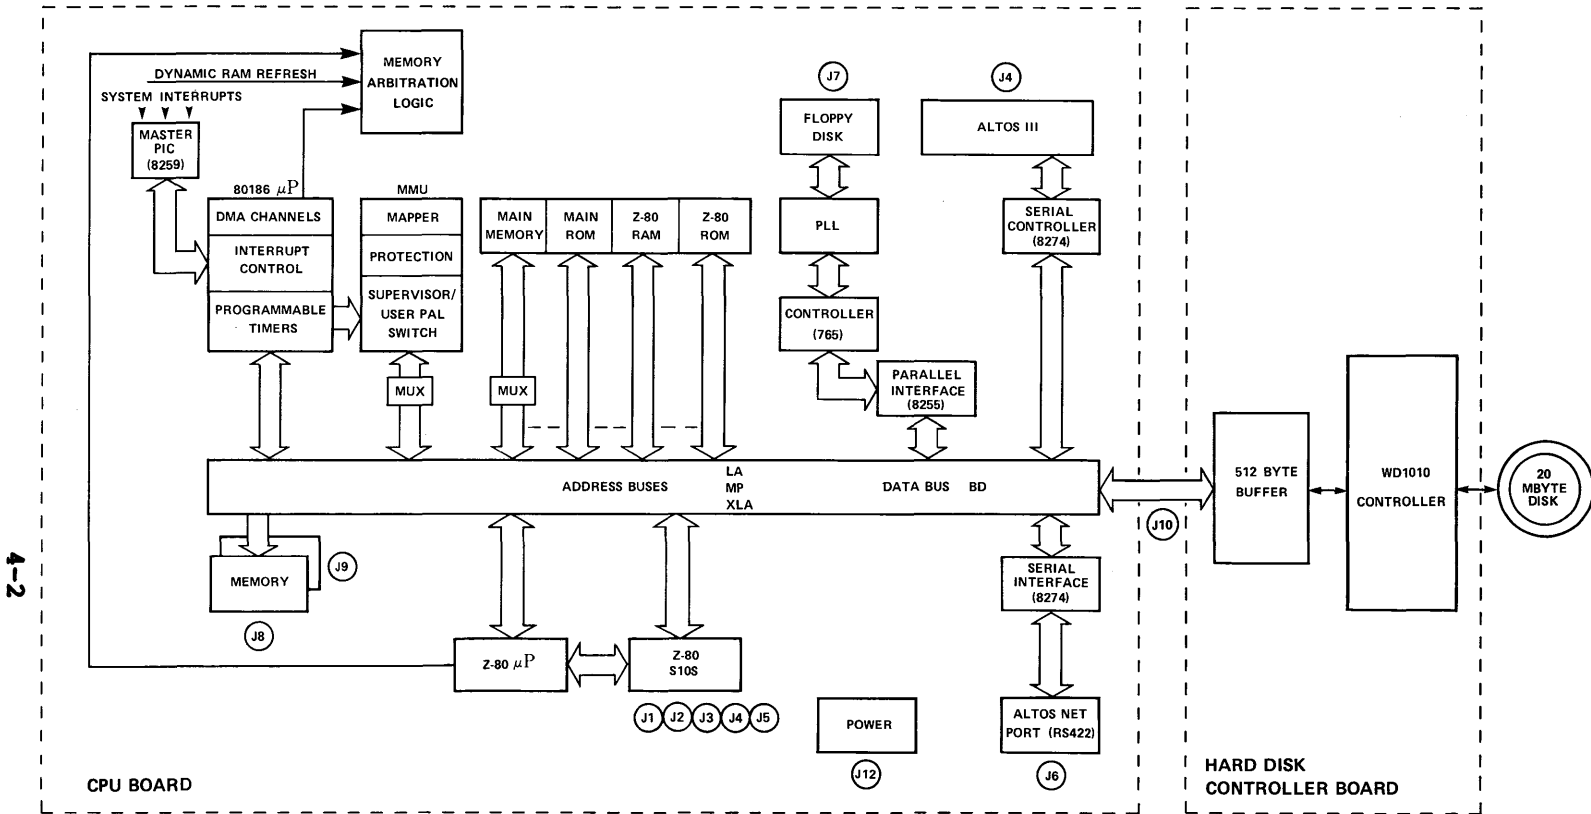 MEMORY
ARBITRATION
LOGIC
DYNAMIC RAM REFRESH
SYSTEM INTERRUPTS
MASTER
PIC
(8259)
J7
J4
FLOPPY
DISK
ALTOS III
80186 µP
DMA CHANNELS
INTERRUPT
CONTROL
PROGRAMMABLE
TIMERS
MMU
MAPPER
PROTECTION
SUPERVISOR/
USER PAL
SWITCH
MAIN
MEMORY
MAIN
ROM
Z-80
RAM
Z-80
ROM
PLL
SERIAL
CONTROLLER
(8274)
CONTROLLER
(765)
PARALLEL
INTERFACE
(8255)
MUX
MUX
ADDRESS BUSES
LA
MP
XLA
DATA BUS BD
512 BYTE
BUFFER
WD1010
CONTROLLER
20
MBYTE
DISK
J10
MEMORY
J9
J8
SERIAL
INTERFACE
(8274)
Z-80 µP
Z-80
S10S
J1
J2
J3
J4
J5
POWER
J12
ALTOS NET
PORT (RS422)
J6
CPU BOARD
HARD DISK
CONTROLLER BOARD
4-2